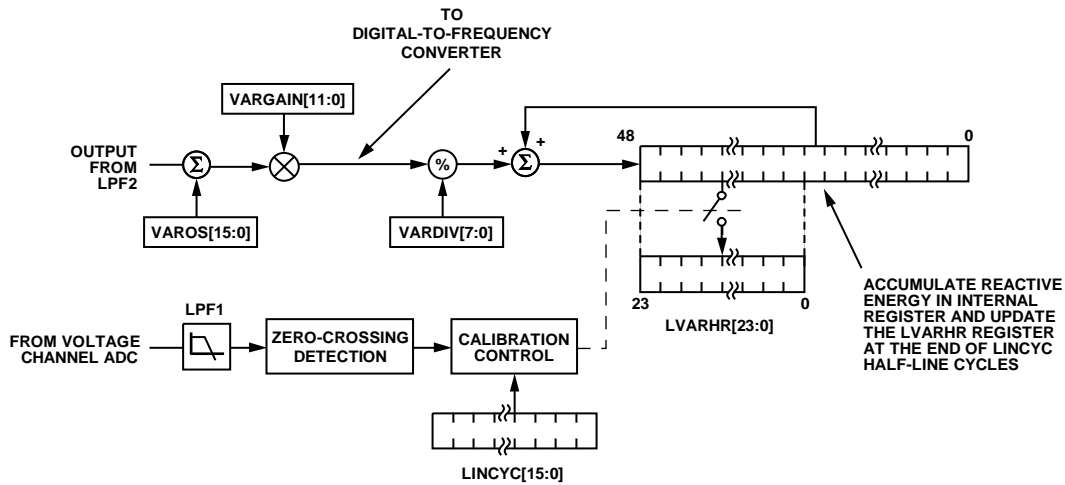 TO
DIGITAL-TO-FREQUENCY
CONVERTER
VARGAIN[11:0]
OUTPUT
FROM
LPF2
Σ
%
+
Σ
+
48
0
VAROS[15:0]
VARDIV[7:0]
23
0
LVARHR[23:0]
ACCUMULATE REACTIVE
ENERGY IN INTERNAL
REGISTER AND UPDATE
THE LVARHR REGISTER
AT THE END OF LINCYC
HALF-LINE CYCLES
LPF1
FROM VOLTAGE
CHANNEL ADC
ZERO-CROSSING
DETECTION
CALIBRATION
CONTROL
LINCYC[15:0]